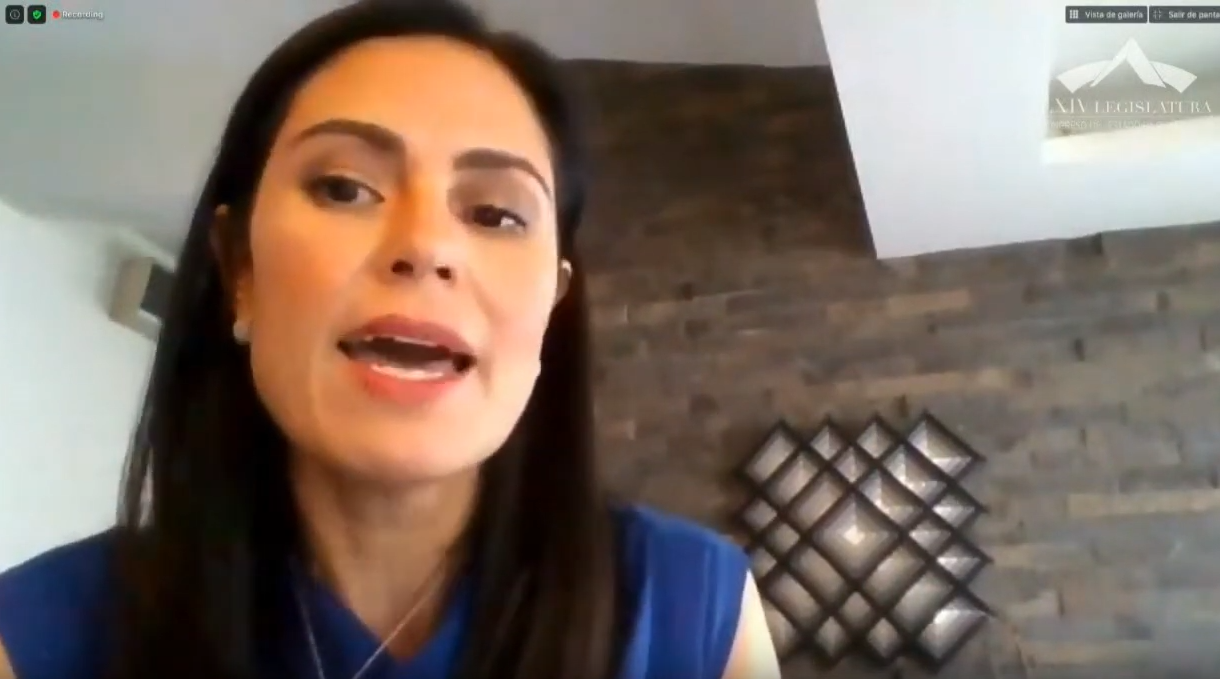 Recording
Vista de galería
Salir de panta
XIV LEGISLATURA